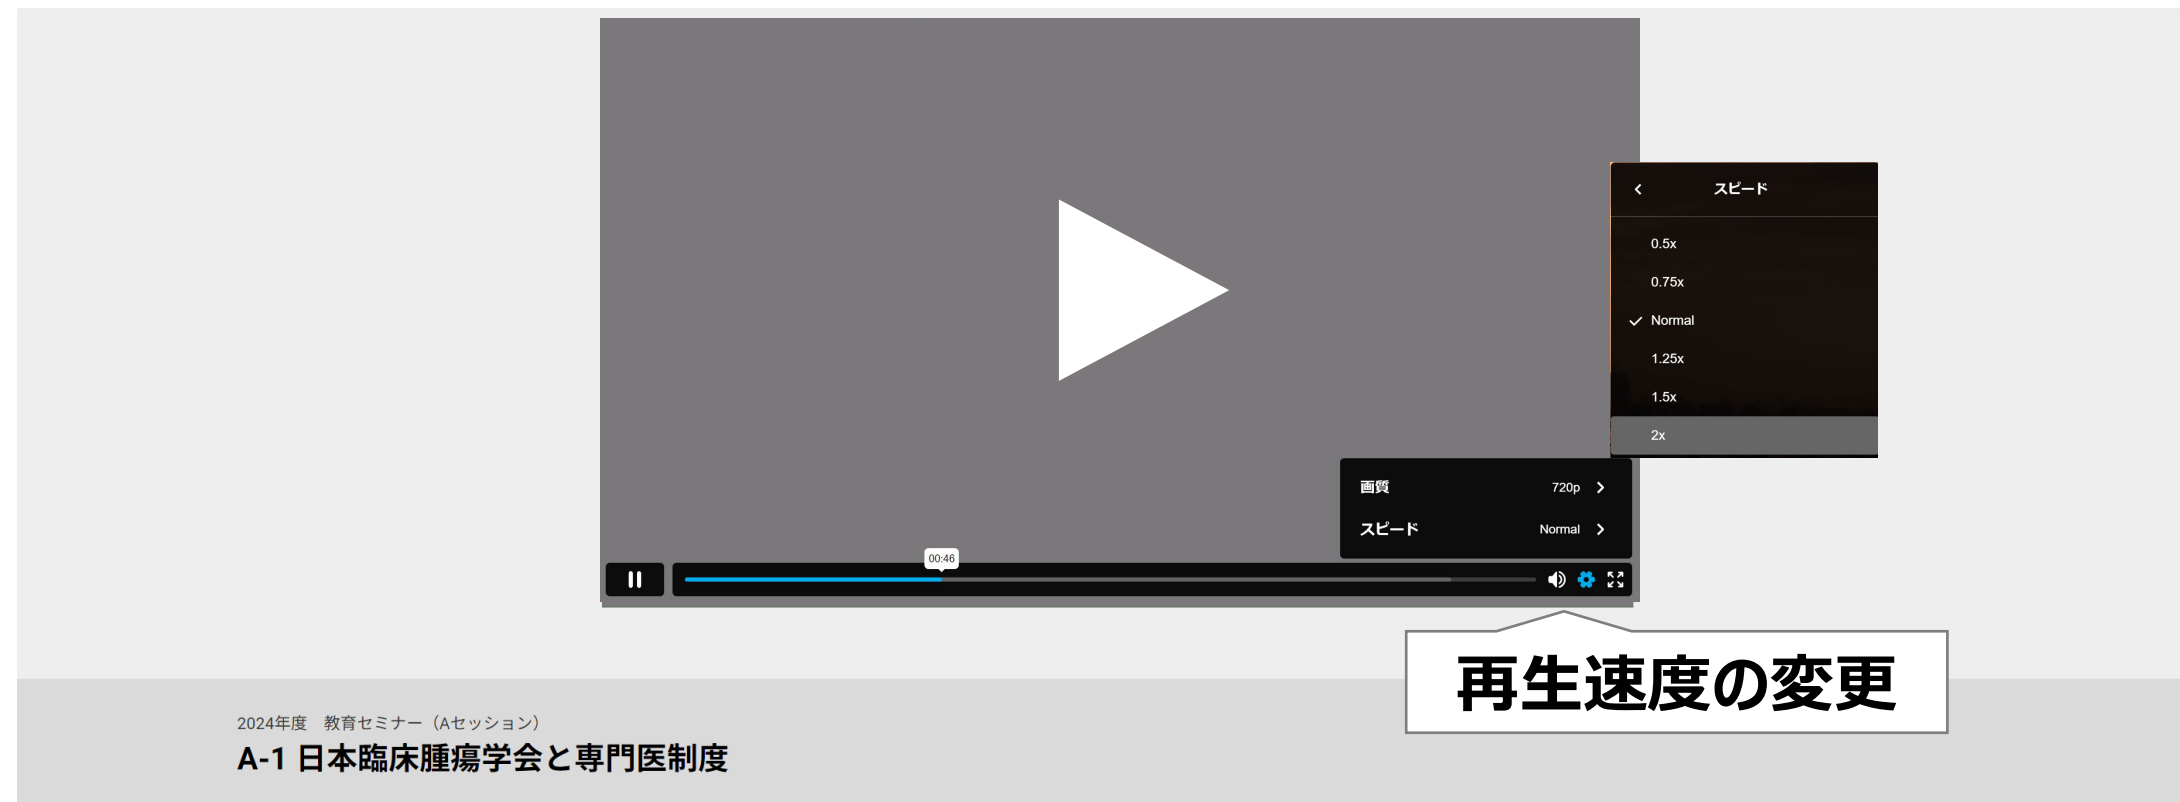 スピード
0.5x
0.75x
Normal
1.25x
1.5x
2x
画質 720p
スピード Normal
00:46
再生速度の変更
2024年度　教育セミナー（Aセッション）
A-1 日本臨床腫瘍学会と専門医制度